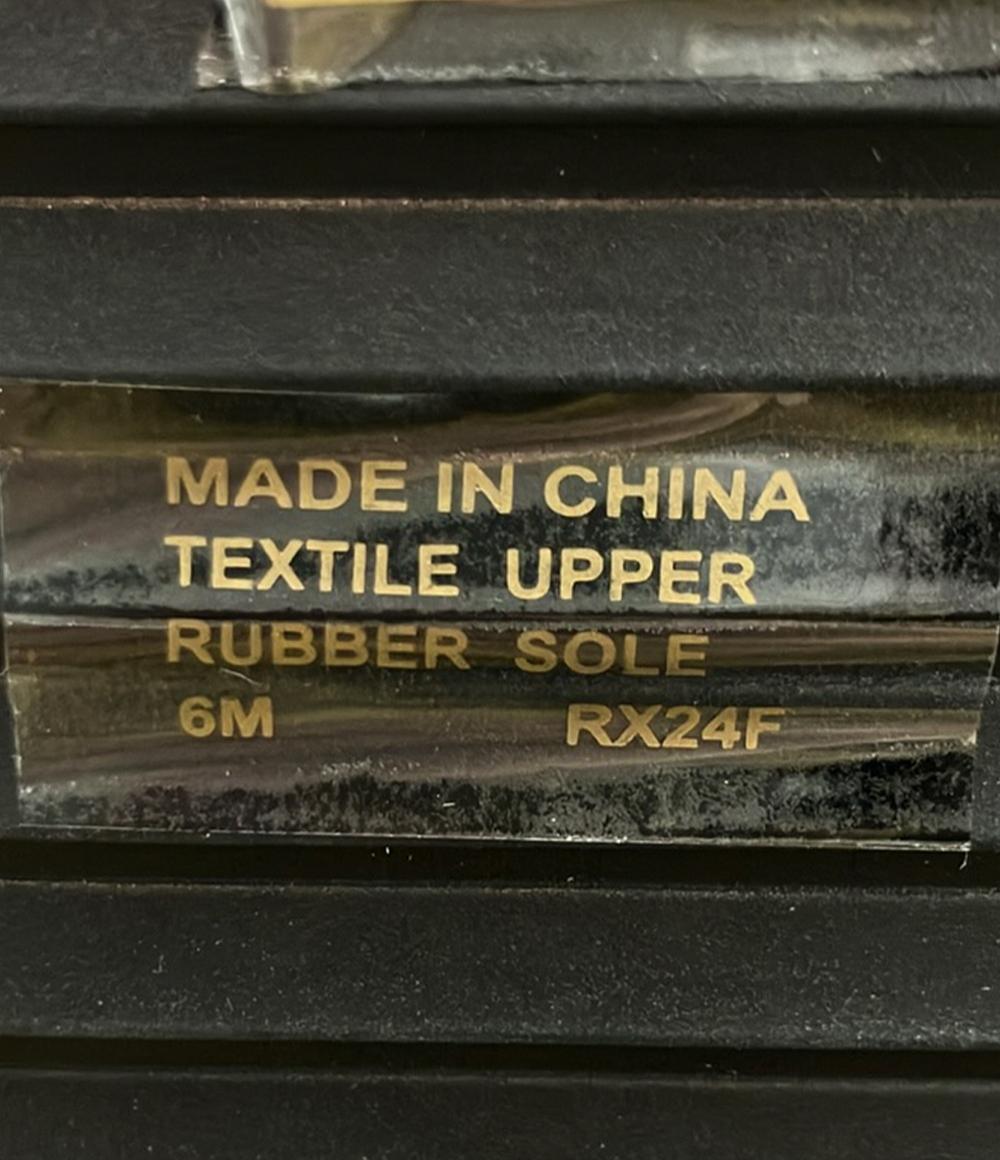 MADE IN CHINA
TEXTILE UPPER
RUBBER SOLE
6M RX24F